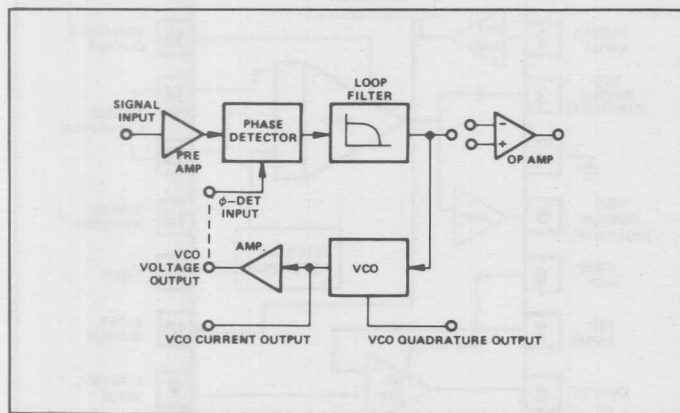 LOOP
FILTER
SIGNAL
INPUT
PHASE
DETECTOR
PRE
AMP
−
+
OP AMP
ϕ–DET
INPUT
VCO
VOLTAGE
OUTPUT
AMP.
VCO
VCO CURRENT OUTPUT
VCO QUADRATURE OUTPUT